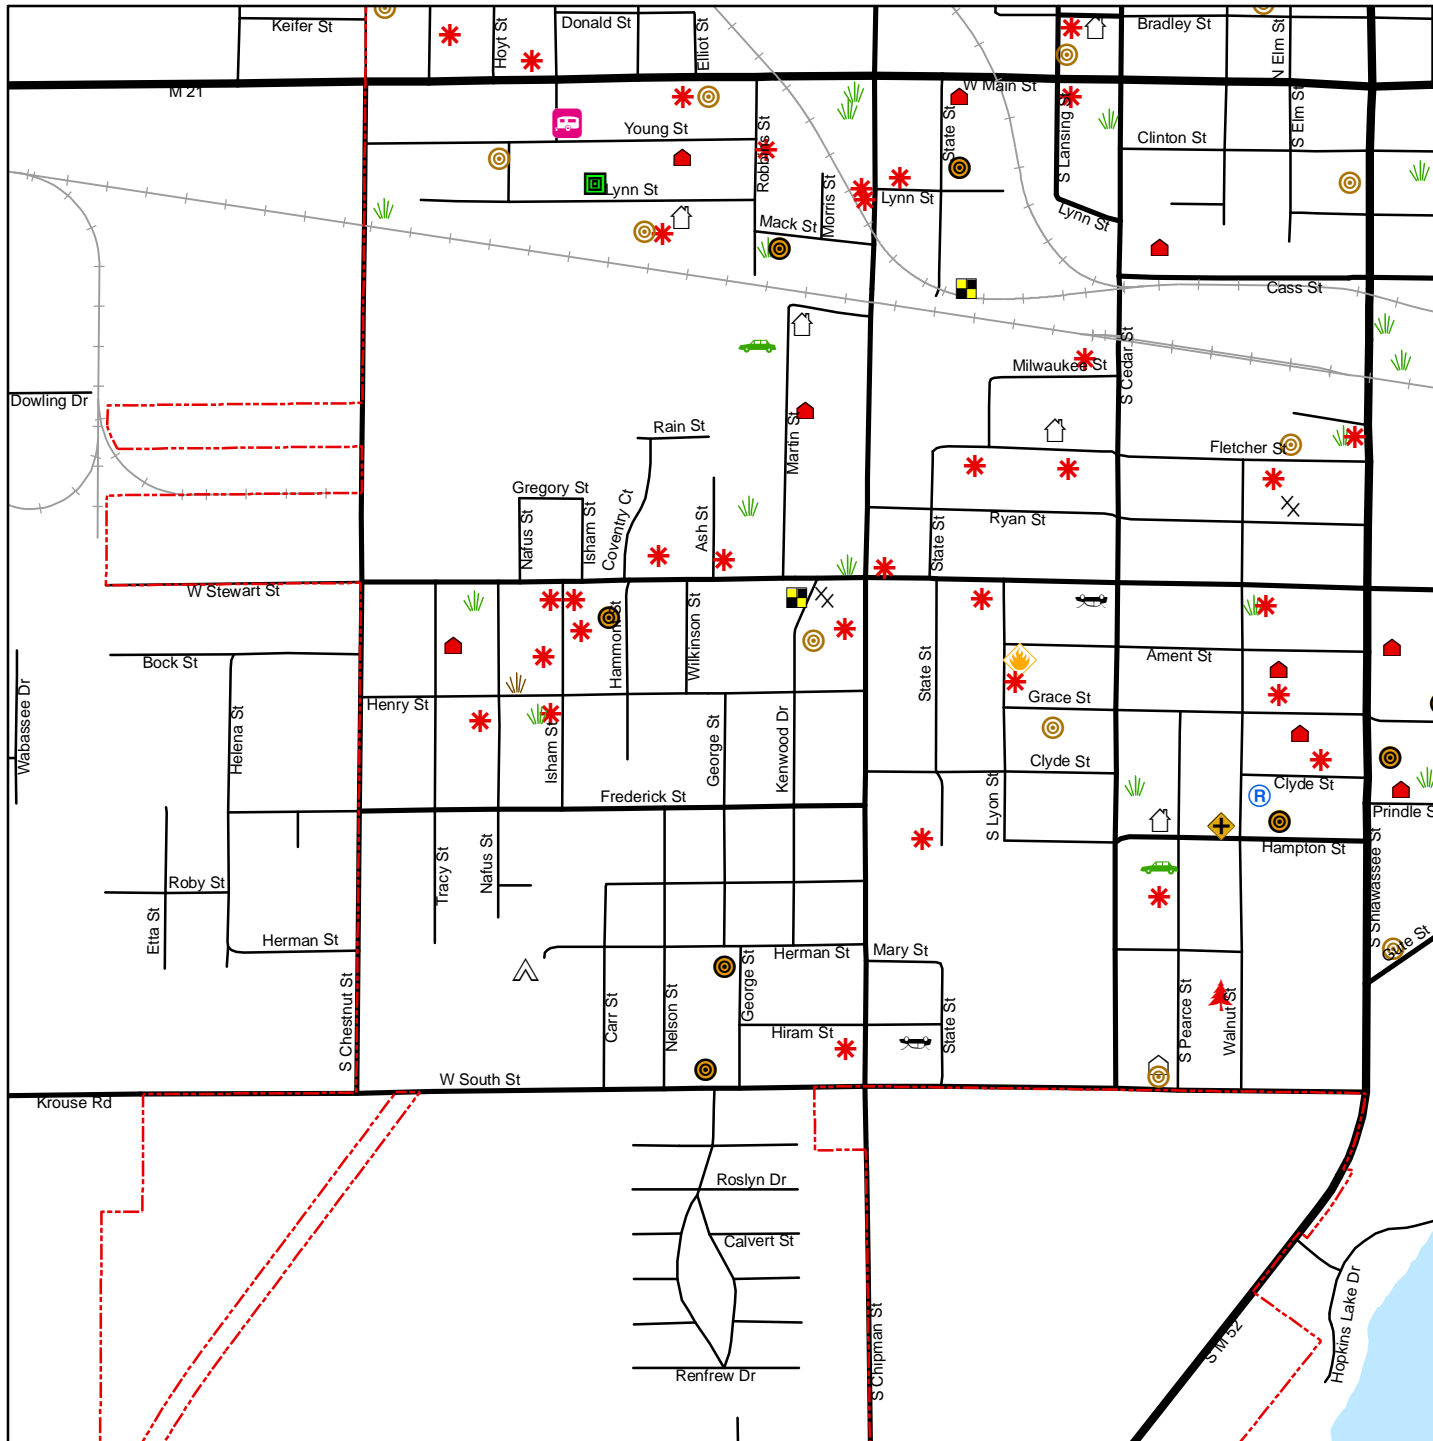 Keifer St
Hoyt St
Donald St
Elliot St
Bradley St
N Elm St
M 21
W Main St
Young St
Robbins St
State St
S Lansing St
Clinton St
S Elm St
Lynn St
Morris St
Mack St
Lynn St
Lynn St
Cass St
S Cedar St
Milwaukee St
Dowling Dr
Rain St
Martin St
Fletcher St
Gregory St
Nafus St
Isham St
Coventry Ct
Ash St
State St
Ryan St
W Stewart St
Hammond St
Wilkinson St
Bock St
State St
Ament St
Wabassee Dr
Helena St
Henry St
Isham St
George St
Kenwood Dr
Grace St
Clyde St
Clyde St
R
Frederick St
S Lyon St
Prindle S
Hampton St
Tracy St
Nafus St
Roby St
S Shiawassee St
Etta St
Herman St
Herman St
Mary St
Gute St
S Chestnut St
Carr St
Nelson St
George St
Hiram St
State St
S Pearce St
Walnut St
W South St
Krouse Rd
Roslyn Dr
Calvert St
Renfrew Dr
S Chipman St
S M 52
Hopkins Lake Dr